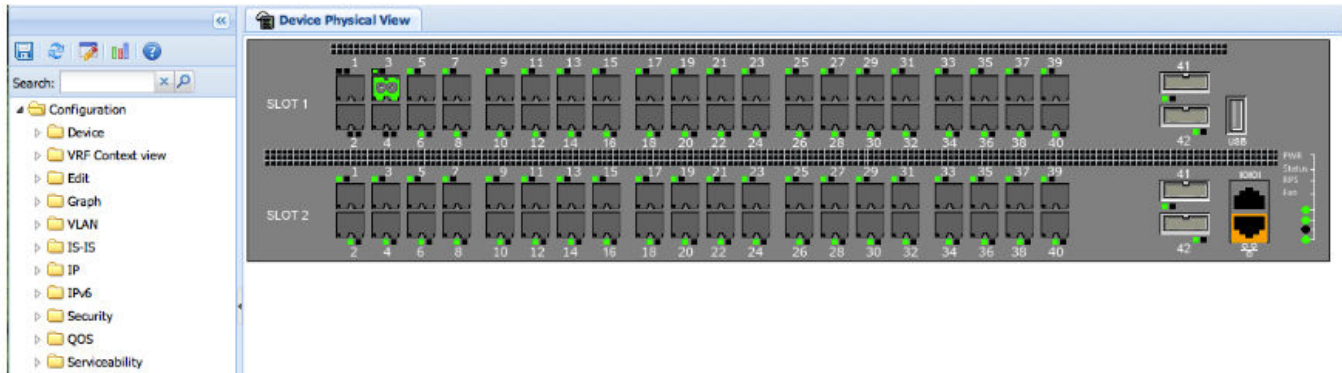 Device Physical View
Search:
Configuration
Device
VRF Context view
Edit
Graph
VLAN
IS-IS
IP
IPv6
Security
QOS
Serviceability
1 3 5 7 9 11 13 15 17 19 21 23 25 27 29 31 33 35 37 39 41
SLOT 1
2 4 6 8 10 12 14 16 18 20 22 24 26 28 30 32 34 36 38 40 42 USB
1 3 5 7 9 11 13 15 17 19 21 23 25 27 29 31 33 35 37 39 41 IOIOI
PWR
Status
RPS
Fan
SLOT 2
2 4 6 8 10 12 14 16 18 20 22 24 26 28 30 32 34 36 38 40 42